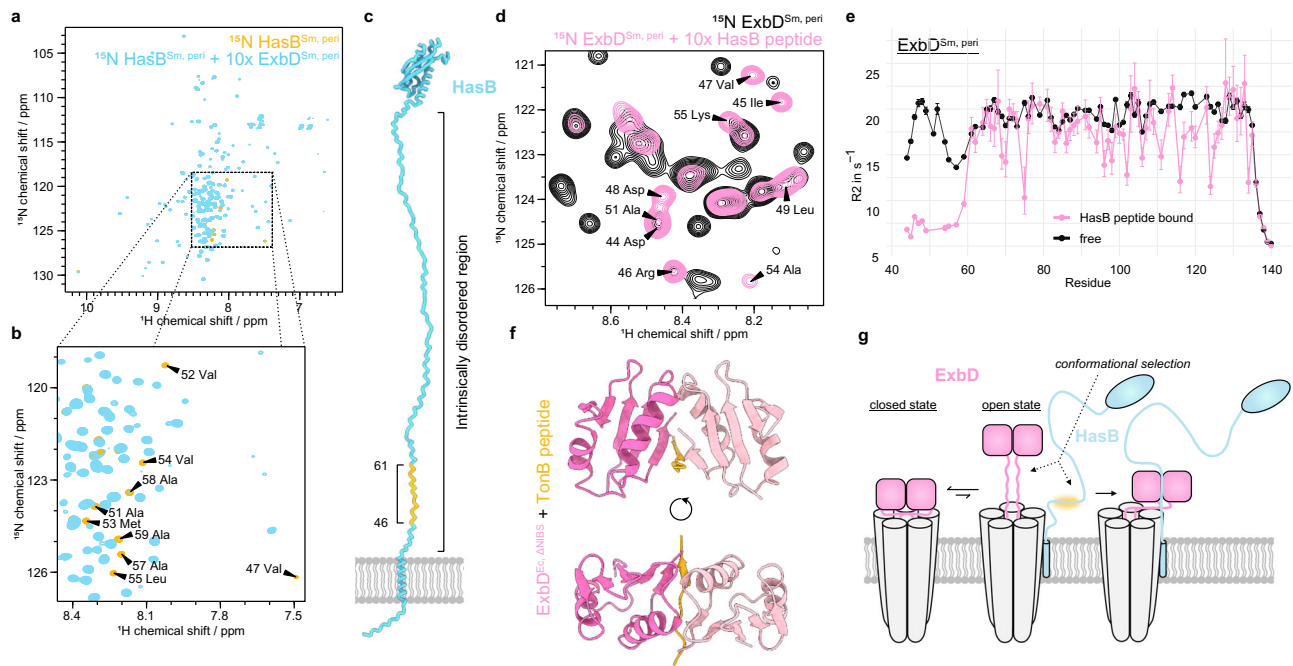 a
¹⁵N HasB^Sm, peri
¹⁵N HasB^Sm, peri + 10x ExbD^Sm, peri
105
110
115
120
125
130
¹⁵N chemical shift / ppm
10
9
8
7
¹H chemical shift / ppm
b
52 Val
54 Val
58 Ala
51 Ala
53 Met
59 Ala
57 Ala
55 Leu
47 Val
120
123
126
¹⁵N chemical shift / ppm
8.4
8.1
7.8
7.5
¹H chemical shift / ppm
c
HasB
Intrinsically disordered region
61
46
d
¹⁵N ExbD^Sm, peri
¹⁵N ExbD^Sm, peri + 10x HasB peptide
121
122
123
124
125
126
¹⁵N chemical shift / ppm
47 Val
45 Ile
55 Lys
48 Asp
51 Ala
44 Asp
49 Leu
46 Arg
54 Ala
8.6
8.4
8.2
¹H chemical shift / ppm
e
ExbD^Sm, peri
25
20
15
10
5
R2 in s⁻¹
HasB peptide bound
free
40
60
80
100
120
140
Residue
f
ExbD^Ec, ΔNIBS + TonB peptide
g
conformational selection
ExbD
closed state
open state
HasB